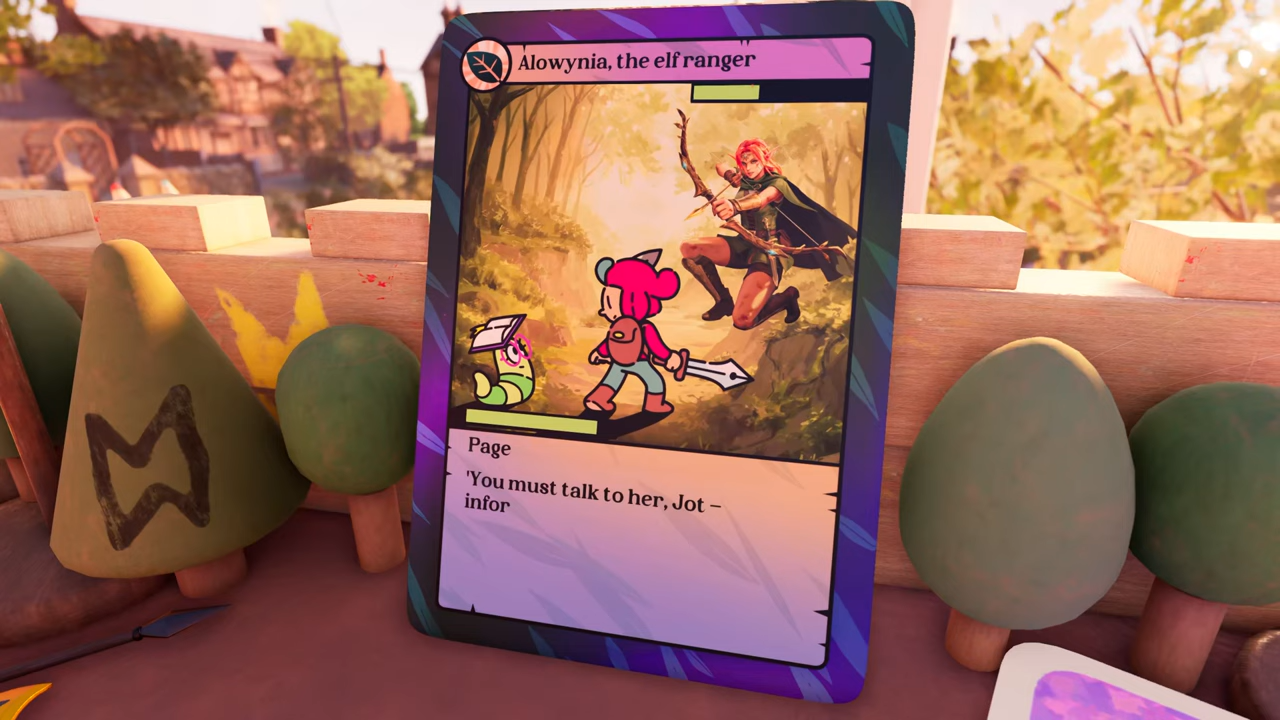 Alowynia, the elf ranger
Page
'You must talk to her, Jot –
infor